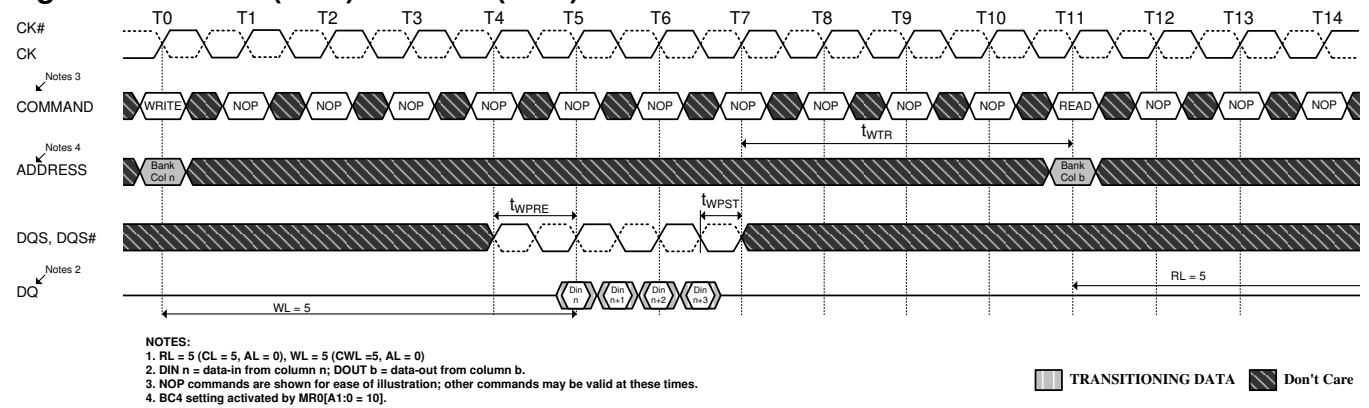 CK#
CK
T0 T1 T2 T3 T4 T5 T6 T7 T8 T9 T10 T11 T12 T13 T14
Notes 3
COMMAND
WRITE NOP NOP NOP NOP NOP NOP NOP NOP NOP NOP READ NOP NOP NOP
tWTR
Notes 4
ADDRESS
Bank
Col n
Bank
Col b
tWPRE
tWPST
DQS, DQS#
Notes 2
DQ
Din
n
Din
n+1
Din
n+2
Din
n+3
RL = 5
WL = 5
NOTES:
1. RL = 5 (CL = 5, AL = 0), WL = 5 (CWL =5, AL = 0)
2. DIN n = data-in from column n; DOUT b = data-out from column b.
3. NOP commands are shown for ease of illustration; other commands may be valid at these times.
4. BC4 setting activated by MR0[A1:0 = 10].
TRANSITIONING DATA
Don't Care